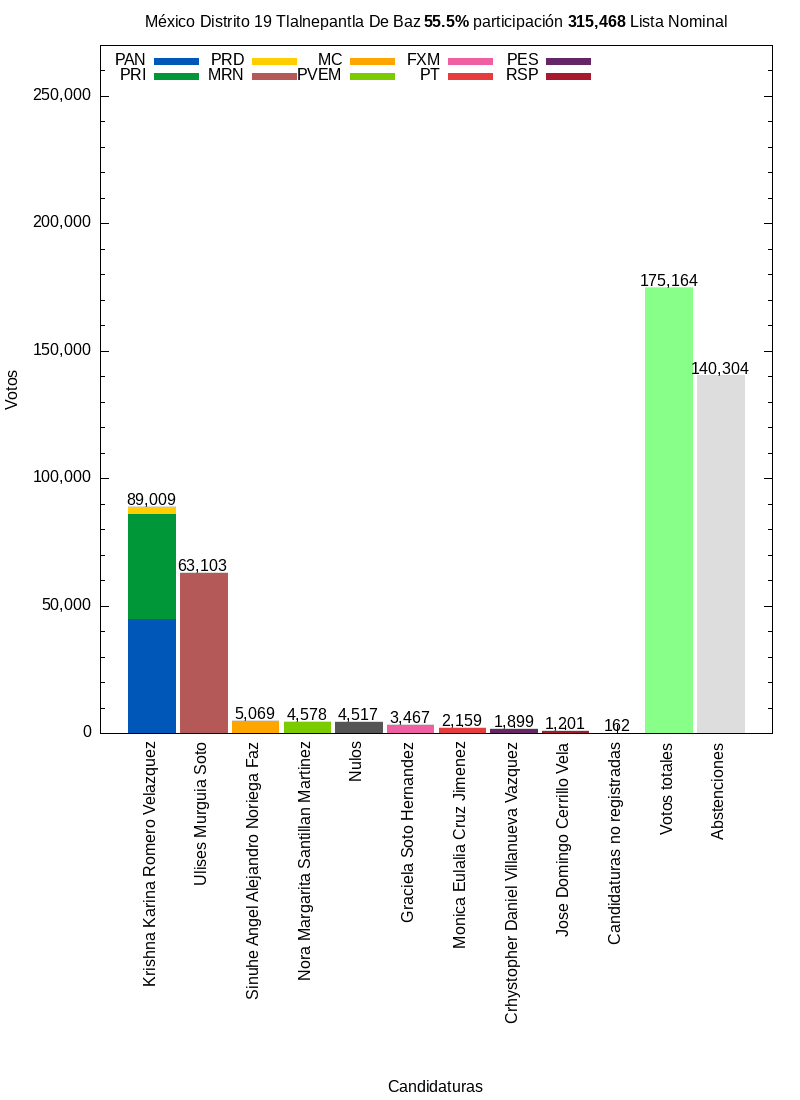 México Distrito 19 Tlalnepantla De Baz 55.5% participación 315,468 Lista Nominal
PAN PRD MC FXM PES
PRI MRN PVEM PT RSP
250,000
200,000
150,000
100,000
50,000
0
Votos
89,009
63,103
5,069
4,578
4,517
3,467
2,159
1,899
1,201
162
175,164
140,304
Krishna Karina Romero Velazquez
Ulises Murguia Soto
Sinuhe Angel Alejandro Noriega Faz
Nora Margarita Santillan Martinez
Nulos
Graciela Soto Hernandez
Monica Eulalia Cruz Jimenez
Crhystopher Daniel Villanueva Vazquez
Jose Domingo Cerrillo Vela
Candidaturas no registradas
Votos totales
Abstenciones
Candidaturas